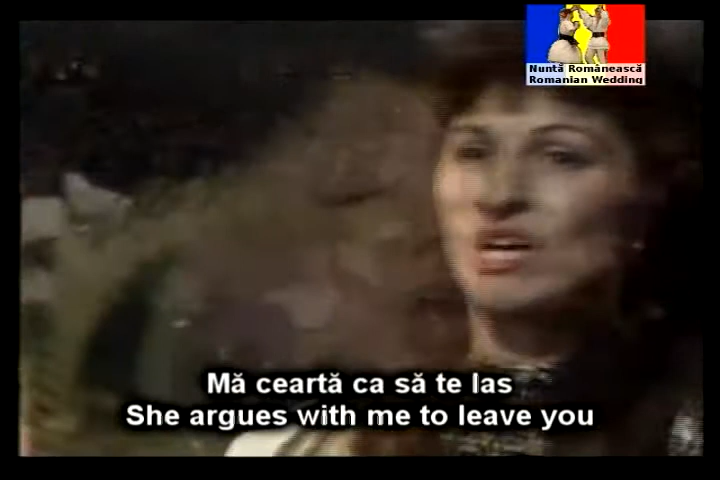 Nuntă Românească
Romanian Wedding
Mă ceartă ca să te las
She argues with me to leave you